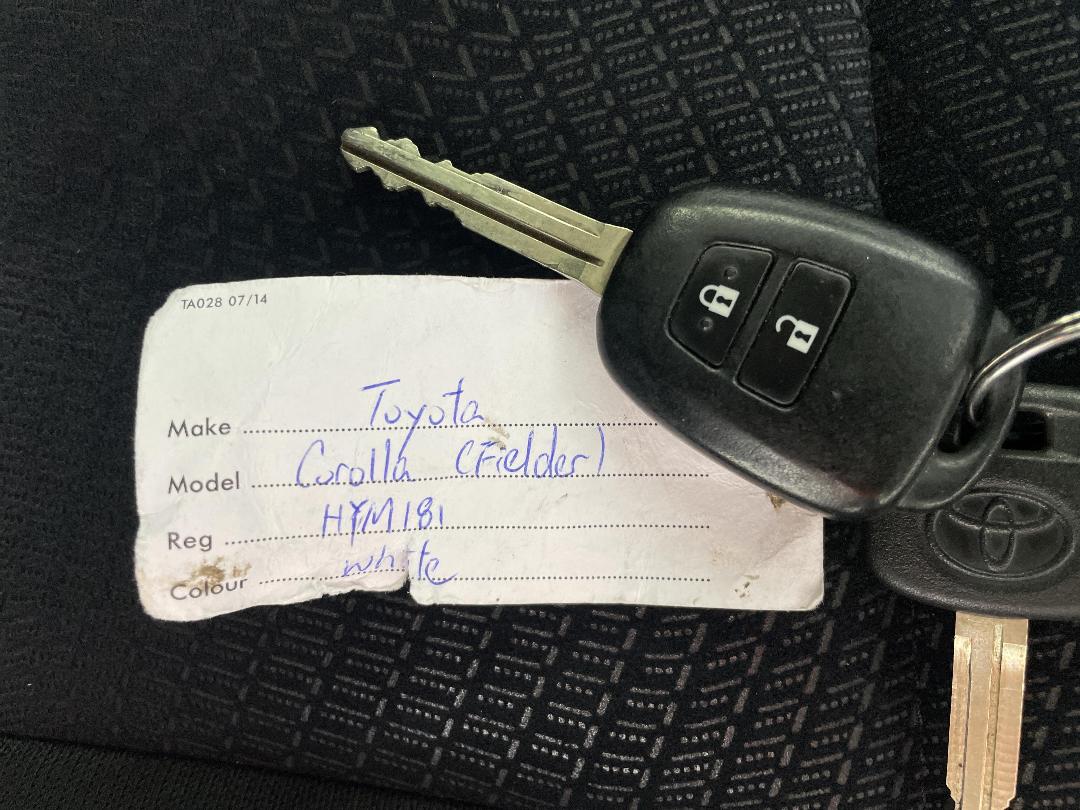 TA028 07/14
Make Toyota
Model Corolla (Fielder)
Reg HYM181
Colour white